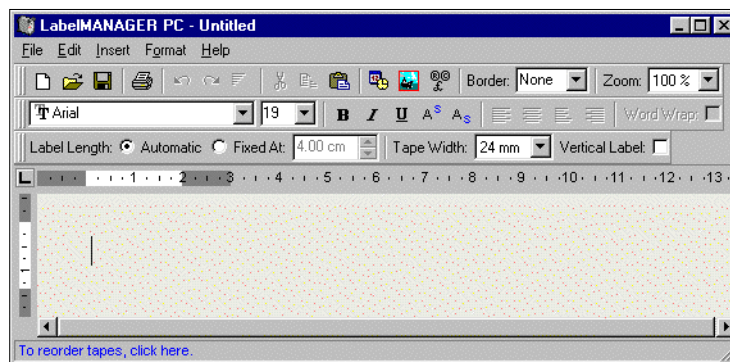 LabelMANAGER PC - Untitled
File Edit Insert Format Help
Border: None Zoom: 100 %
Arial 19 B I U A S A S Word Wrap:
Label Length: Automatic Fixed At: 4.00 cm Tape Width: 24 mm Vertical Label:
L 1 2 3 4 5 6 7 8 9 10 11 12 13
1
To reorder tapes, click here.